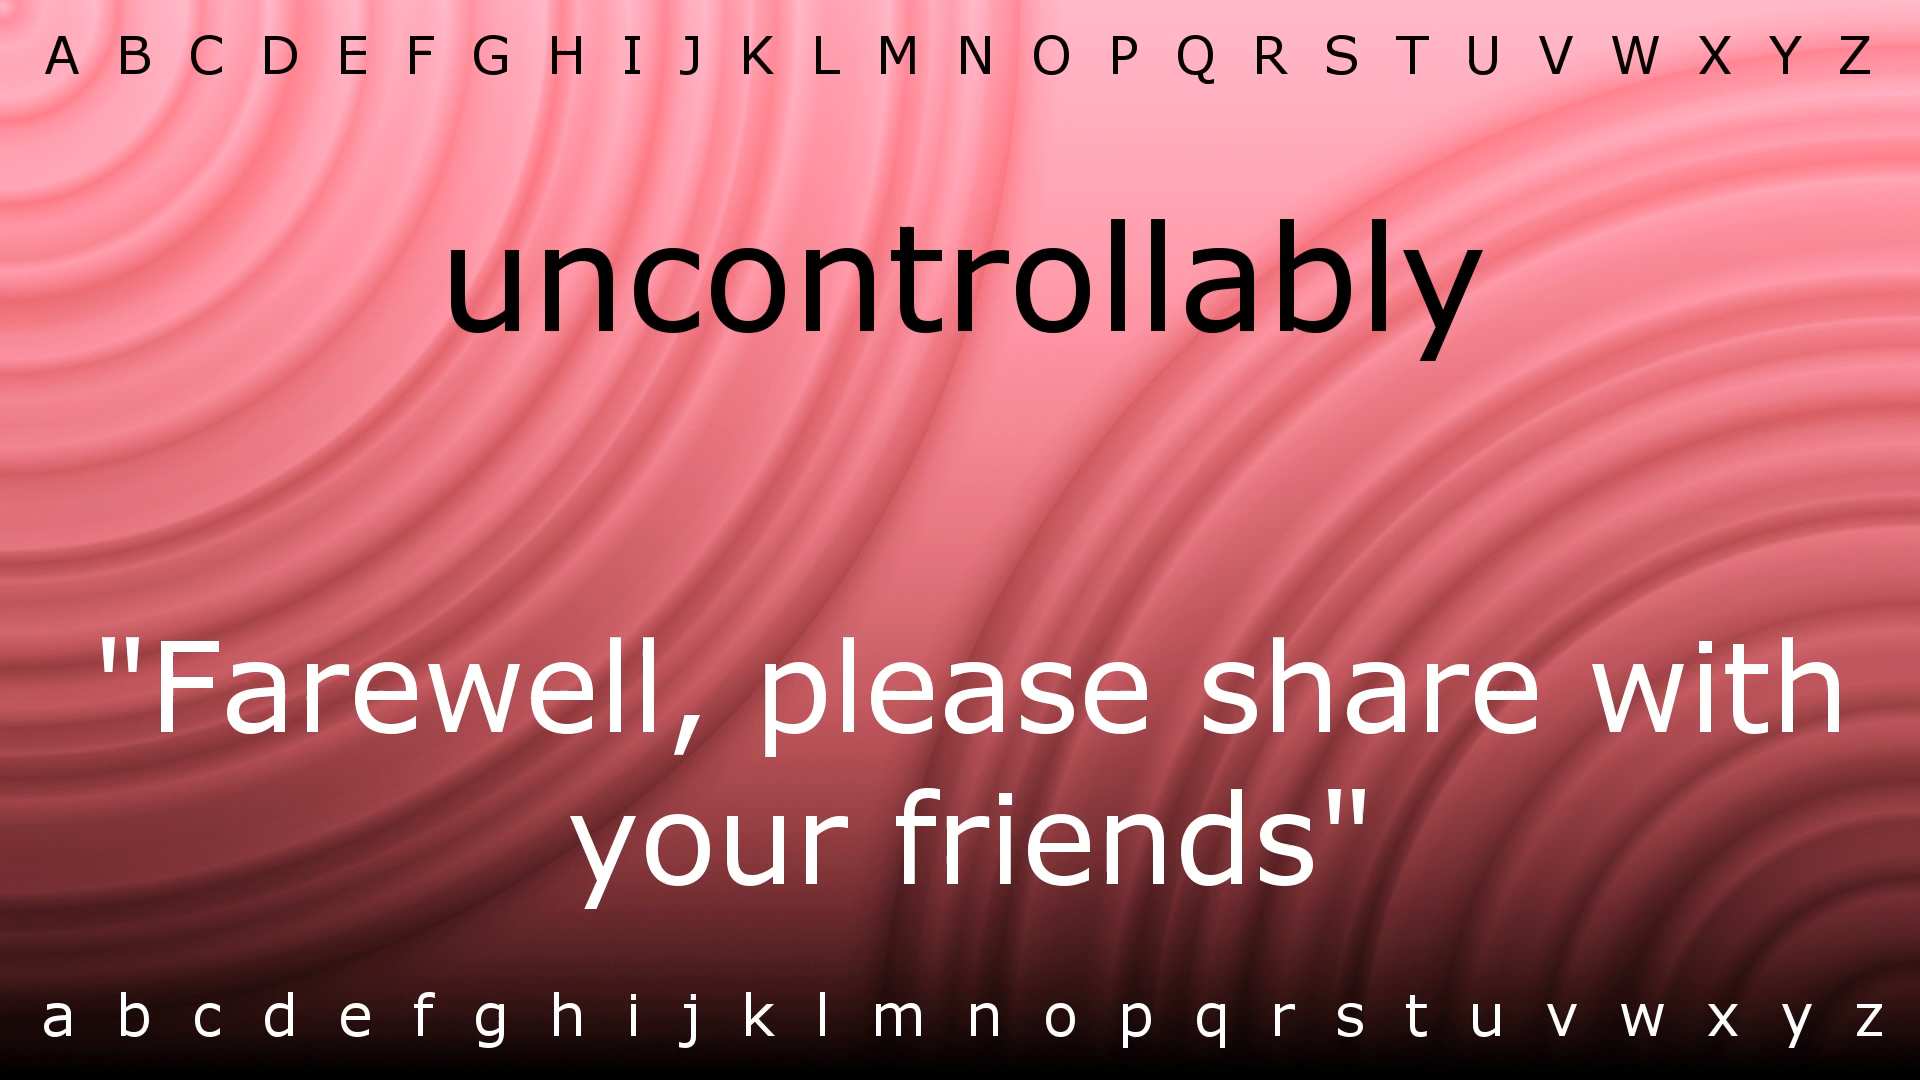 A B C D E F G H I J K L M N O P Q R S T U V W X Y Z
uncontrollably
"Farewell, please share with
your friends"
a b c d e f g h i j k l m n o p q r s t u v w x y z